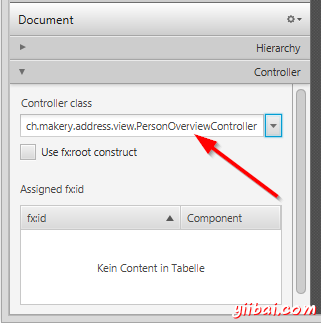 Document
Hierarchy
Controller
Controller class
ch.makery.address.view.PersonOverviewController
Use fx:root construct
Assigned fx:id
fx:id
Component
Kein Content in Tabelle
yiibai.com